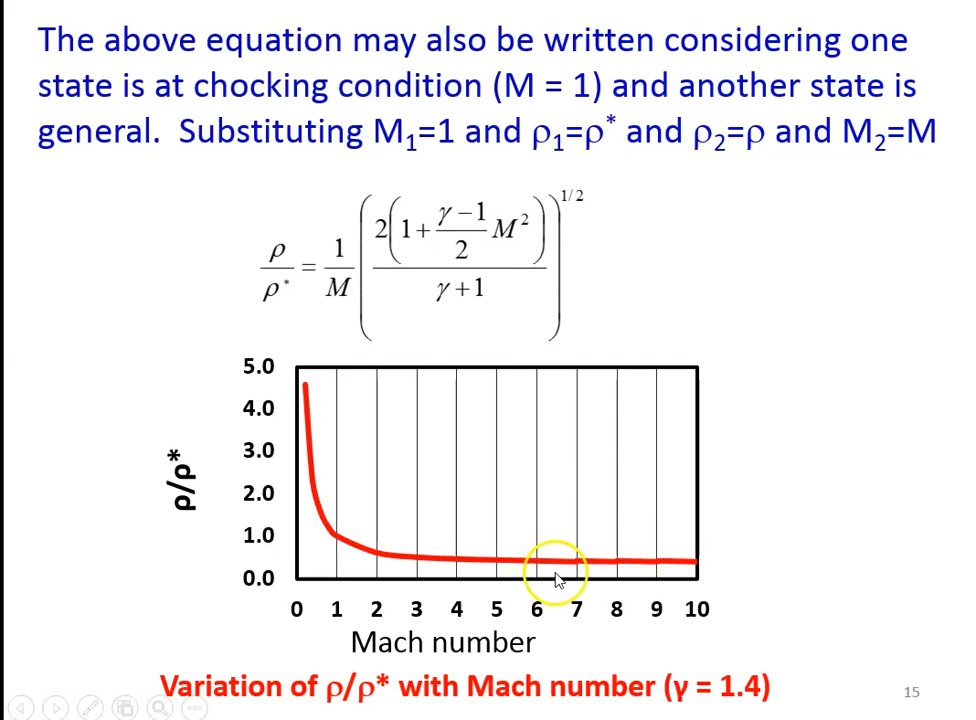 The above equation may also be written considering one
state is at chocking condition (M = 1) and another state is
general. Substituting M₁=1 and ρ₁=ρ* and ρ₂=ρ and M₂=M
ρ/ρ* = 1/M (2(1+ (γ−1)/2 M²)/(γ+1))^1/2
5.0
4.0
3.0
2.0
1.0
0.0
ρ/ρ*
0 1 2 3 4 5 6 7 8 9 10
Mach number
Variation of ρ/ρ* with Mach number (γ = 1.4)
15